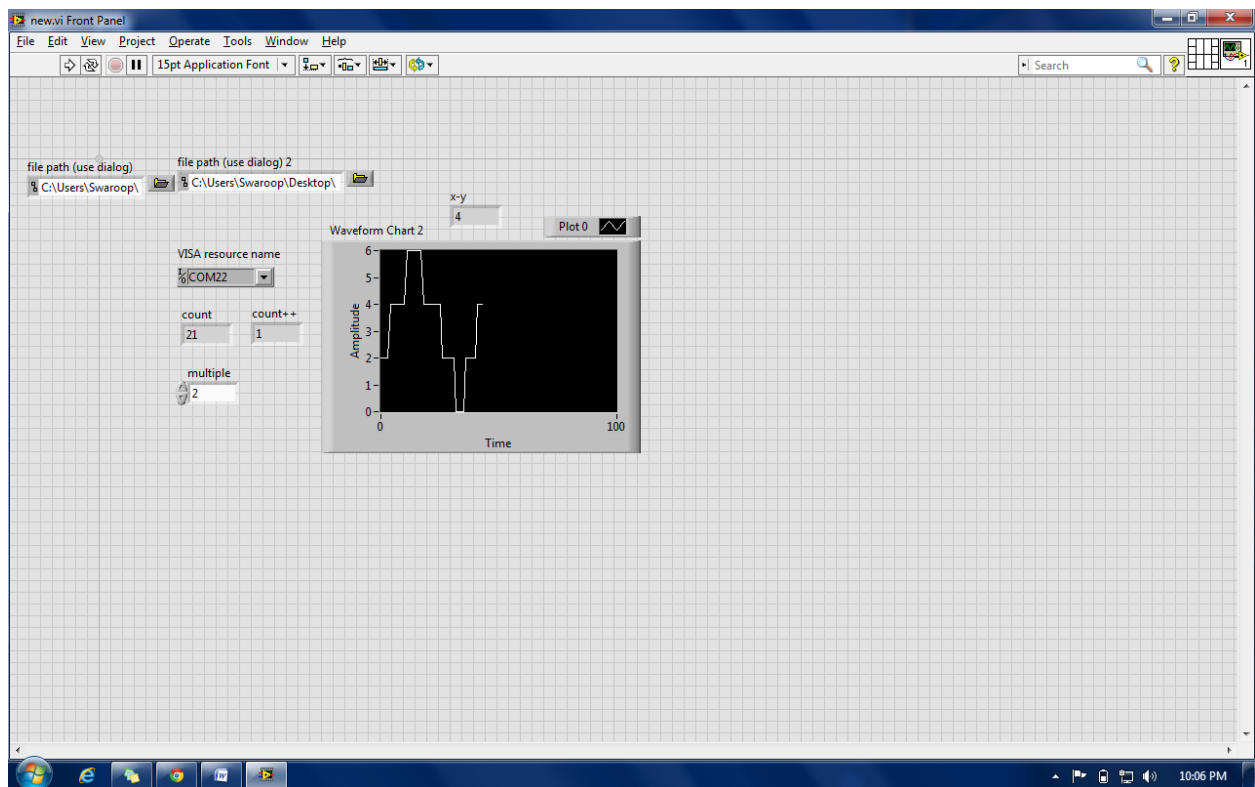 new.vi Front Panel
File Edit View Project Operate Tools Window Help
15pt Application Font
Search
1
file path (use dialog)
C:\Users\Swaroop\
file path (use dialog) 2
C:\Users\Swaroop\Desktop\
x-y
4
Waveform Chart 2
Plot 0
VISA resource name
COM22
count
21
count++
1
multiple
2
Amplitude
6
5
4
3
2
1
0
0
100
Time
10:06 PM